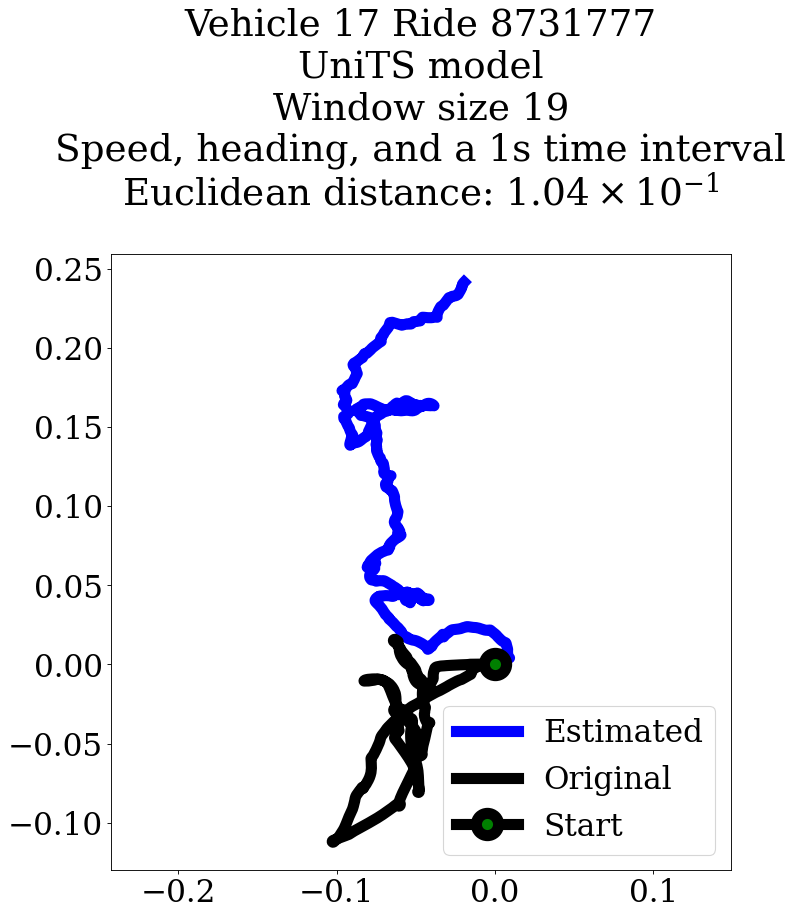 Vehicle 17 Ride 8731777
UniTS model
Window size 19
Speed, heading, and a 1s time interval
Euclidean distance: 1.04 × 10⁻¹
0.25
0.20
0.15
0.10
0.05
0.00
−0.05
−0.10
−0.2
−0.1
0.0
0.1
Estimated
Original
Start